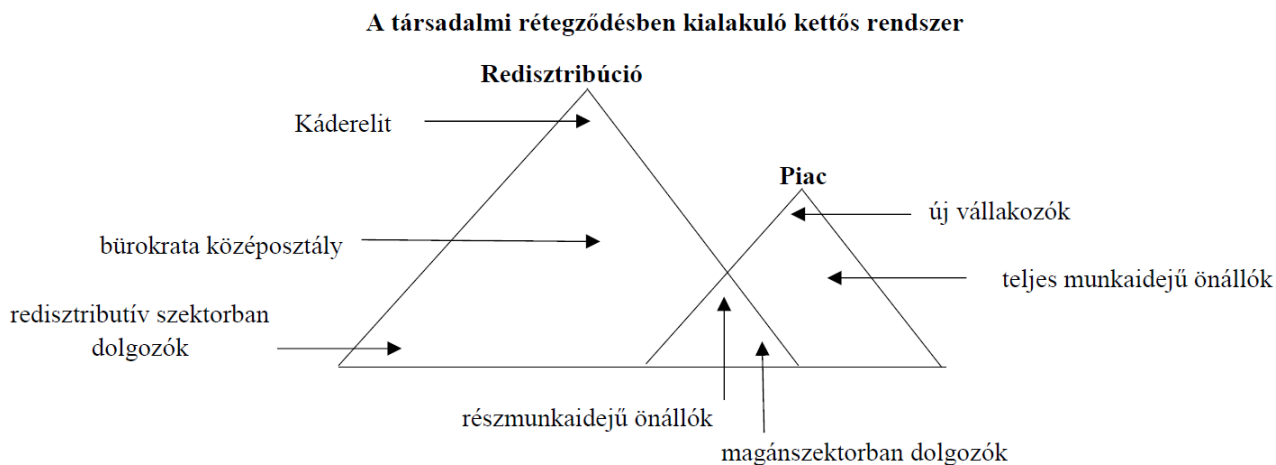 A társadalmi rétegződésben kialakuló kettős rendszer
Redisztribúció
Káderelit
Piac
új vállakozók
bürokrata középosztály
teljes munkaidejű önállók
redisztributív szektorban
dolgozók
részmunkaidejű önállók
magánszektorban dolgozók